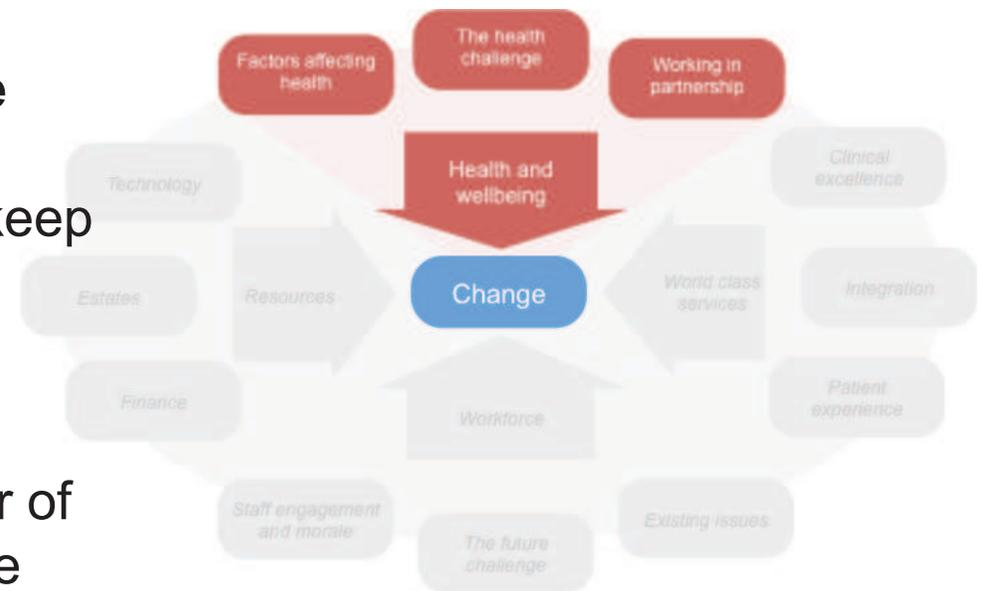 e
keep
r of
e
The health
challenge
Factors affecting
health
Working in
partnership
Health and
wellbeing
Technology
Clinical
excellence
Estates
Resources
Change
World class
services
Integration
Finance
Workforce
Patient
experience
Staff engagement
and morale
The future
challenge
Existing issues